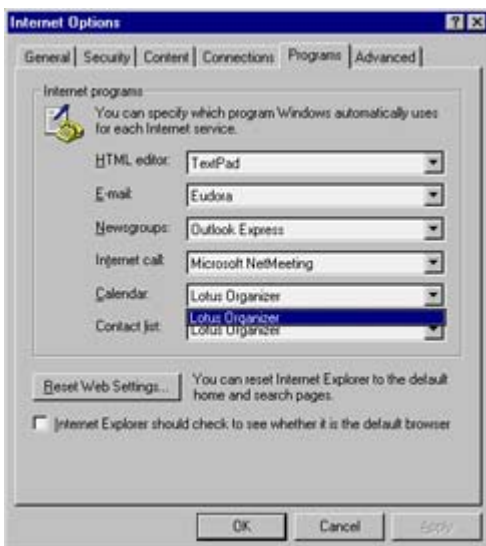 Internet Options
General Security Content Connections Programs Advanced
Internet programs
You can specify which program Windows automatically uses
for each Internet service.
HTML editor: TextPad
E-mail: Eudora
Newsgroups: Outlook Express
Internet call: Microsoft NetMeeting
Calendar: Lotus Organizer
Lotus Organizer
Contact list: Lotus Organizer
Reset Web Settings... You can reset Internet Explorer to the default
home and search pages.
Internet Explorer should check to see whether it is the default browser
OK Cancel Apply